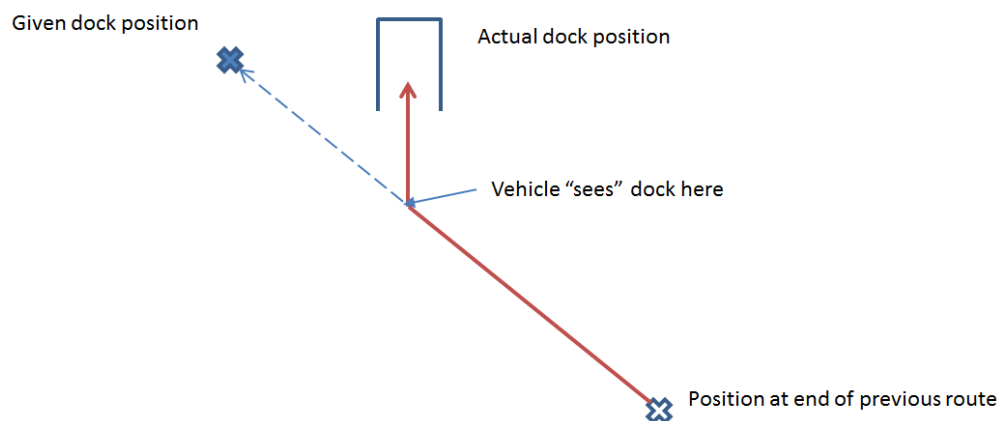 Given dock position
Actual dock position
Vehicle “sees” dock here
Position at end of previous route